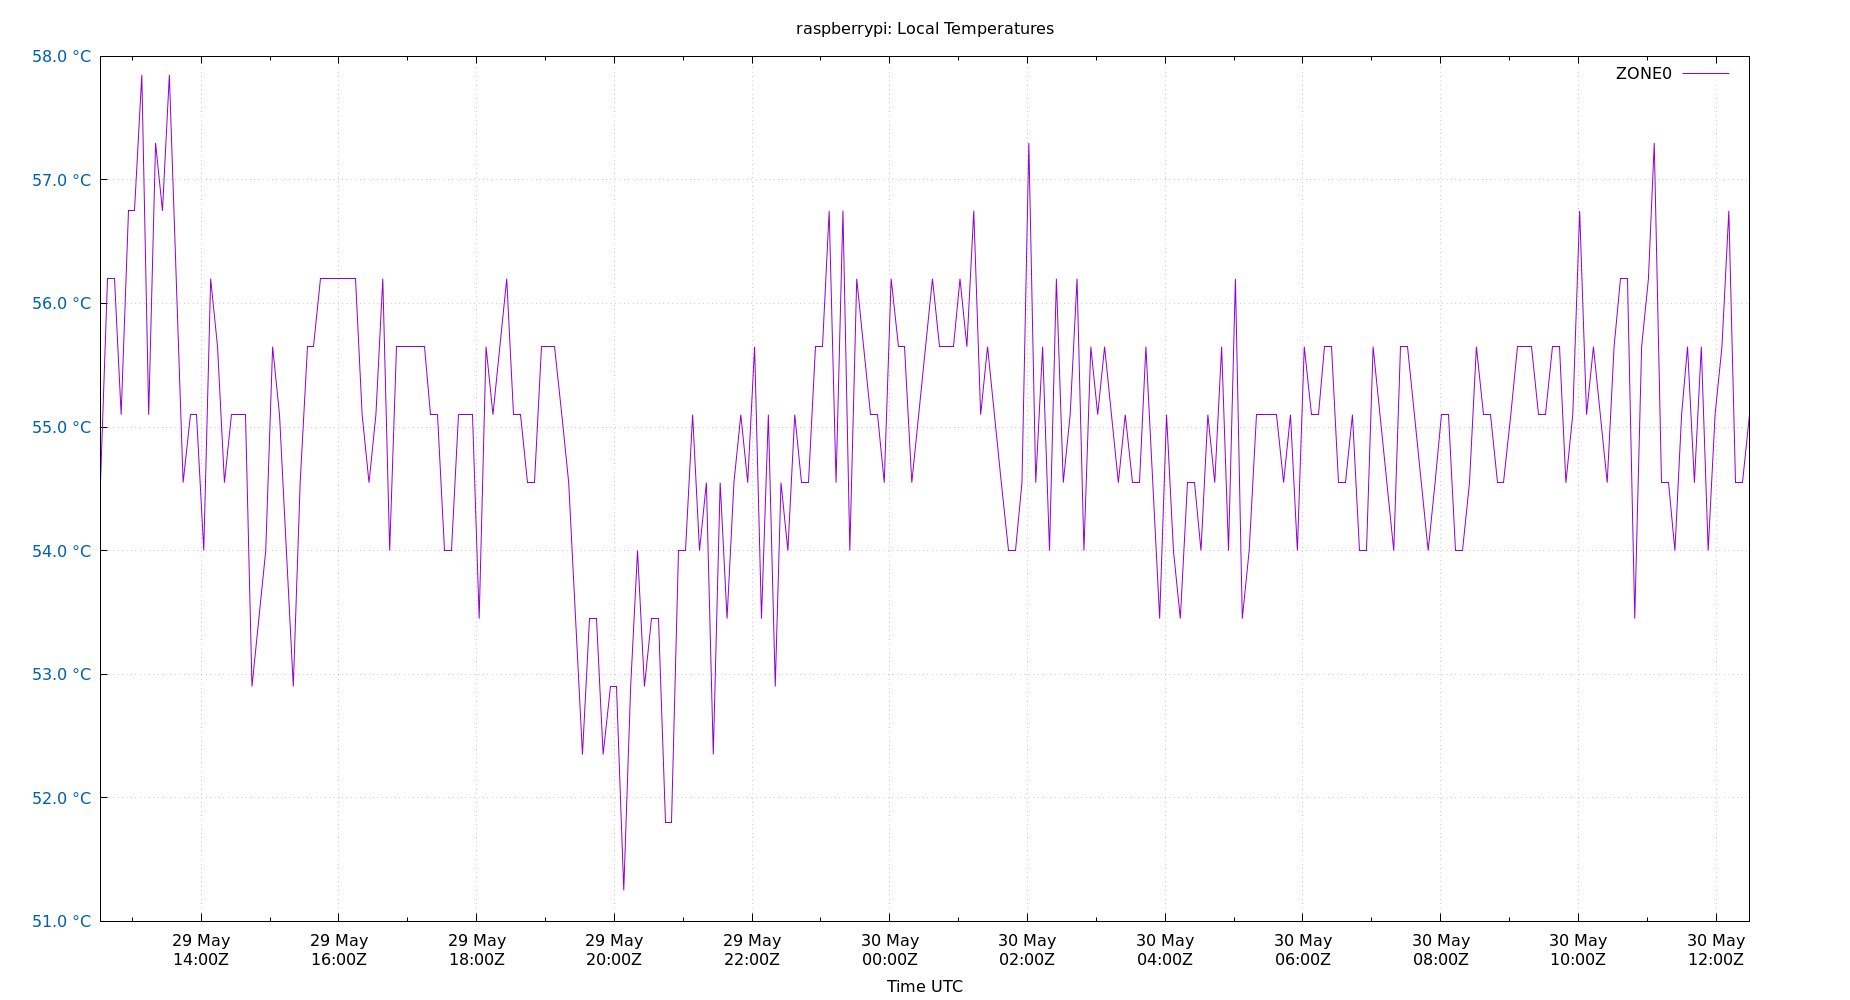 raspberrypi: Local Temperatures
ZONE0
58.0 °C
57.0 °C
56.0 °C
55.0 °C
54.0 °C
53.0 °C
52.0 °C
51.0 °C
29 May 29 May 29 May 29 May 29 May 30 May 30 May 30 May 30 May 30 May 30 May 30 May
14:00Z 16:00Z 18:00Z 20:00Z 22:00Z 00:00Z 02:00Z 04:00Z 06:00Z 08:00Z 10:00Z 12:00Z
Time UTC